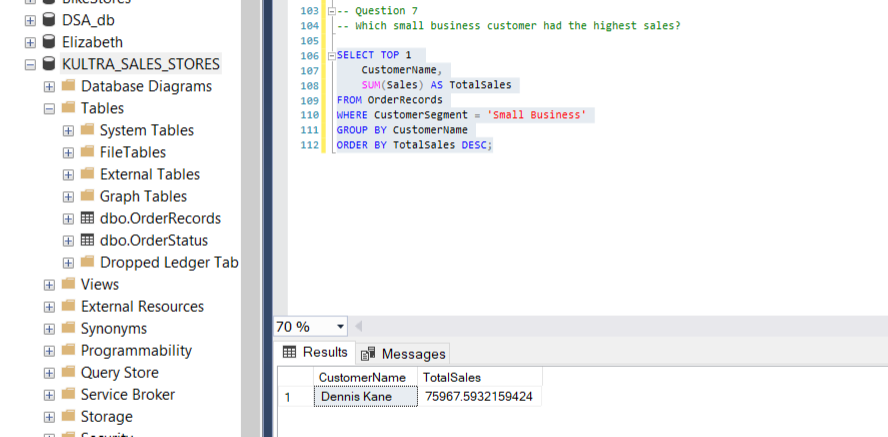 BikeStores
DSA_db
Elizabeth
KULTRA_SALES_STORES
Database Diagrams
Tables
System Tables
FileTables
External Tables
Graph Tables
dbo.OrderRecords
dbo.OrderStatus
Dropped Ledger Tab
Views
External Resources
Synonyms
Programmability
Query Store
Service Broker
Storage
Security
103 -- Question 7
104 -- Which small business customer had the highest sales?
105
106 SELECT TOP 1
107 CustomerName,
108 SUM(Sales) AS TotalSales
109 FROM OrderRecords
110 WHERE CustomerSegment = 'Small Business'
111 GROUP BY CustomerName
112 ORDER BY TotalSales DESC;
70 %
Results Messages
CustomerName TotalSales
1 Dennis Kane 75967.5932159424